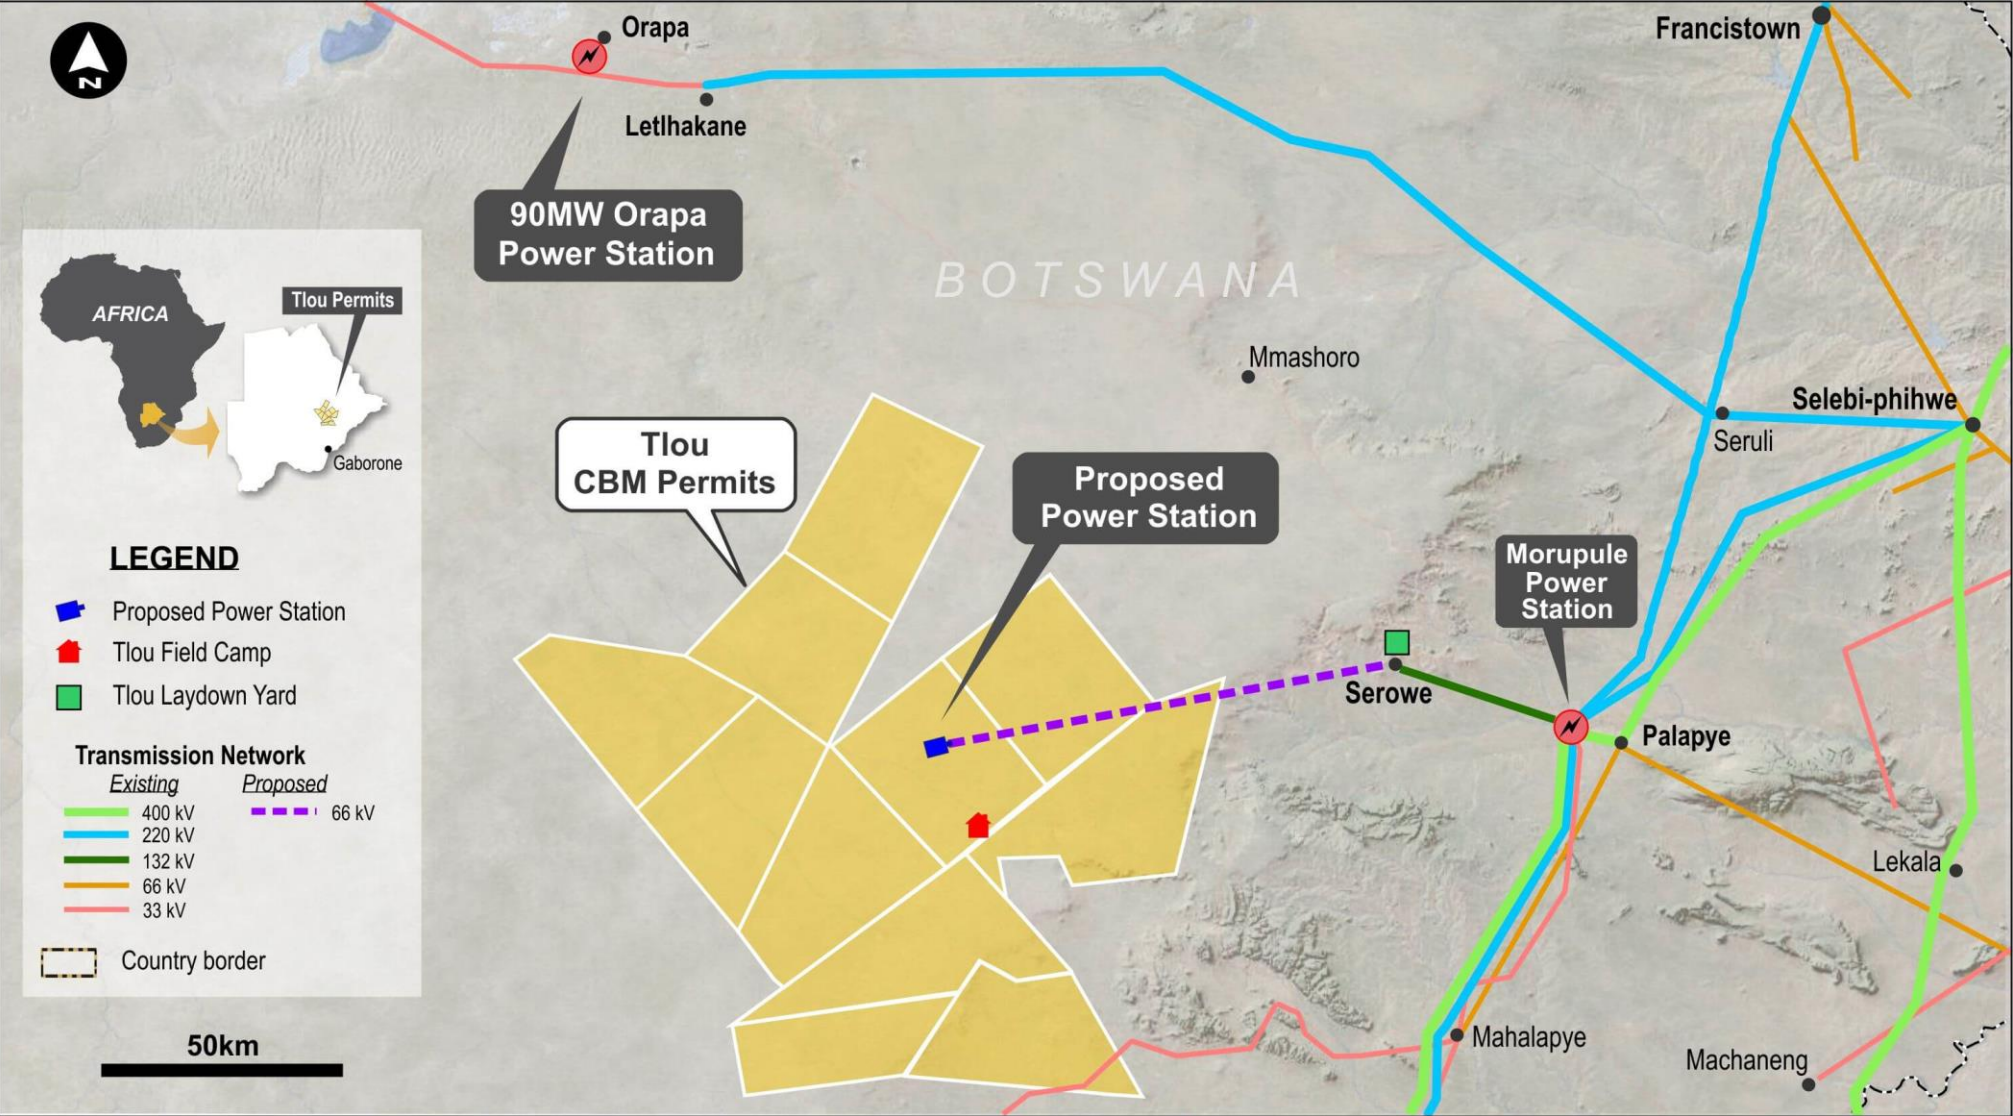 N
Orapa
Letlhakane
Francistown
90MW Orapa
Power Station
BOTSWANA
Mmashoro
Selebi-phihwe
Seruli
AFRICA
Tlou Permits
Gaborone
Tlou
CBM Permits
Proposed
Power Station
Morupule
Power
Station
Serowe
Palapye
Lekala
Mahalapye
Machaneng
LEGEND
Proposed Power Station
Tlou Field Camp
Tlou Laydown Yard
Transmission Network
Existing Proposed
400 kV 66 kV
220 kV
132 kV
66 kV
33 kV
Country border
50km